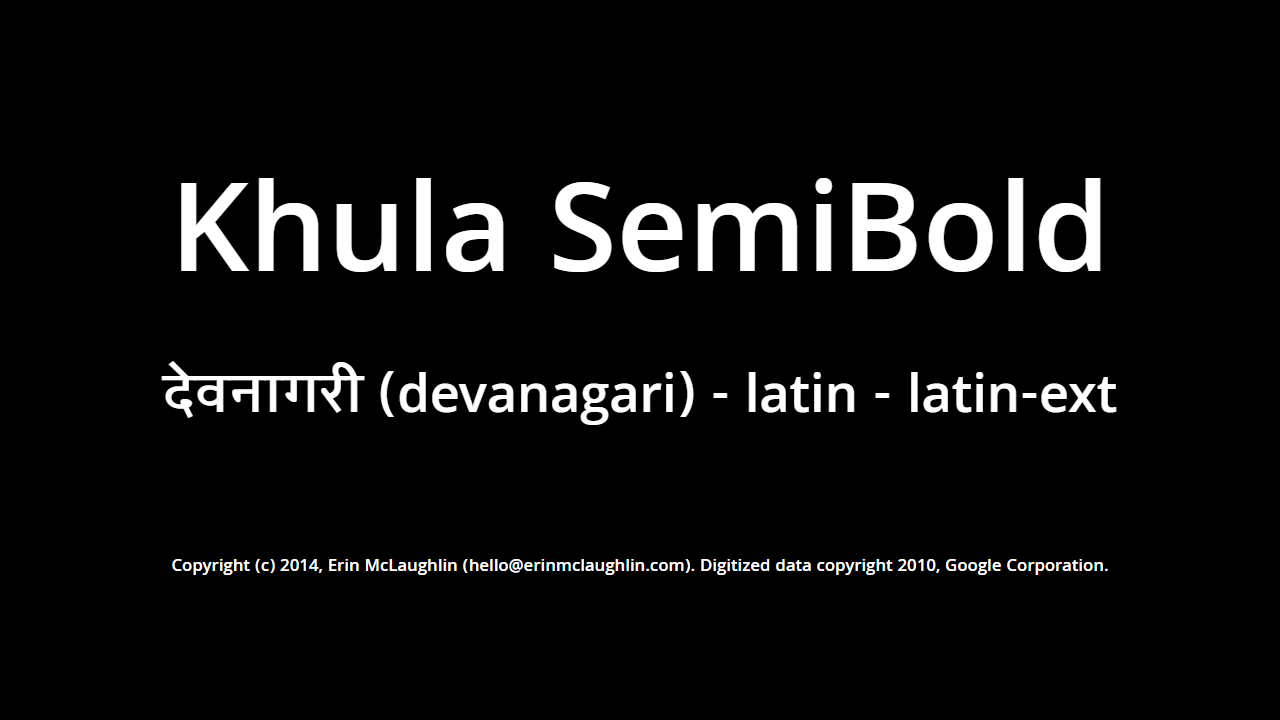 Khula SemiBold
देवनागरी (devanagari) - latin - latin-ext
Copyright (c) 2014, Erin McLaughlin (hello@erinmclaughlin.com). Digitized data copyright 2010, Google Corporation.